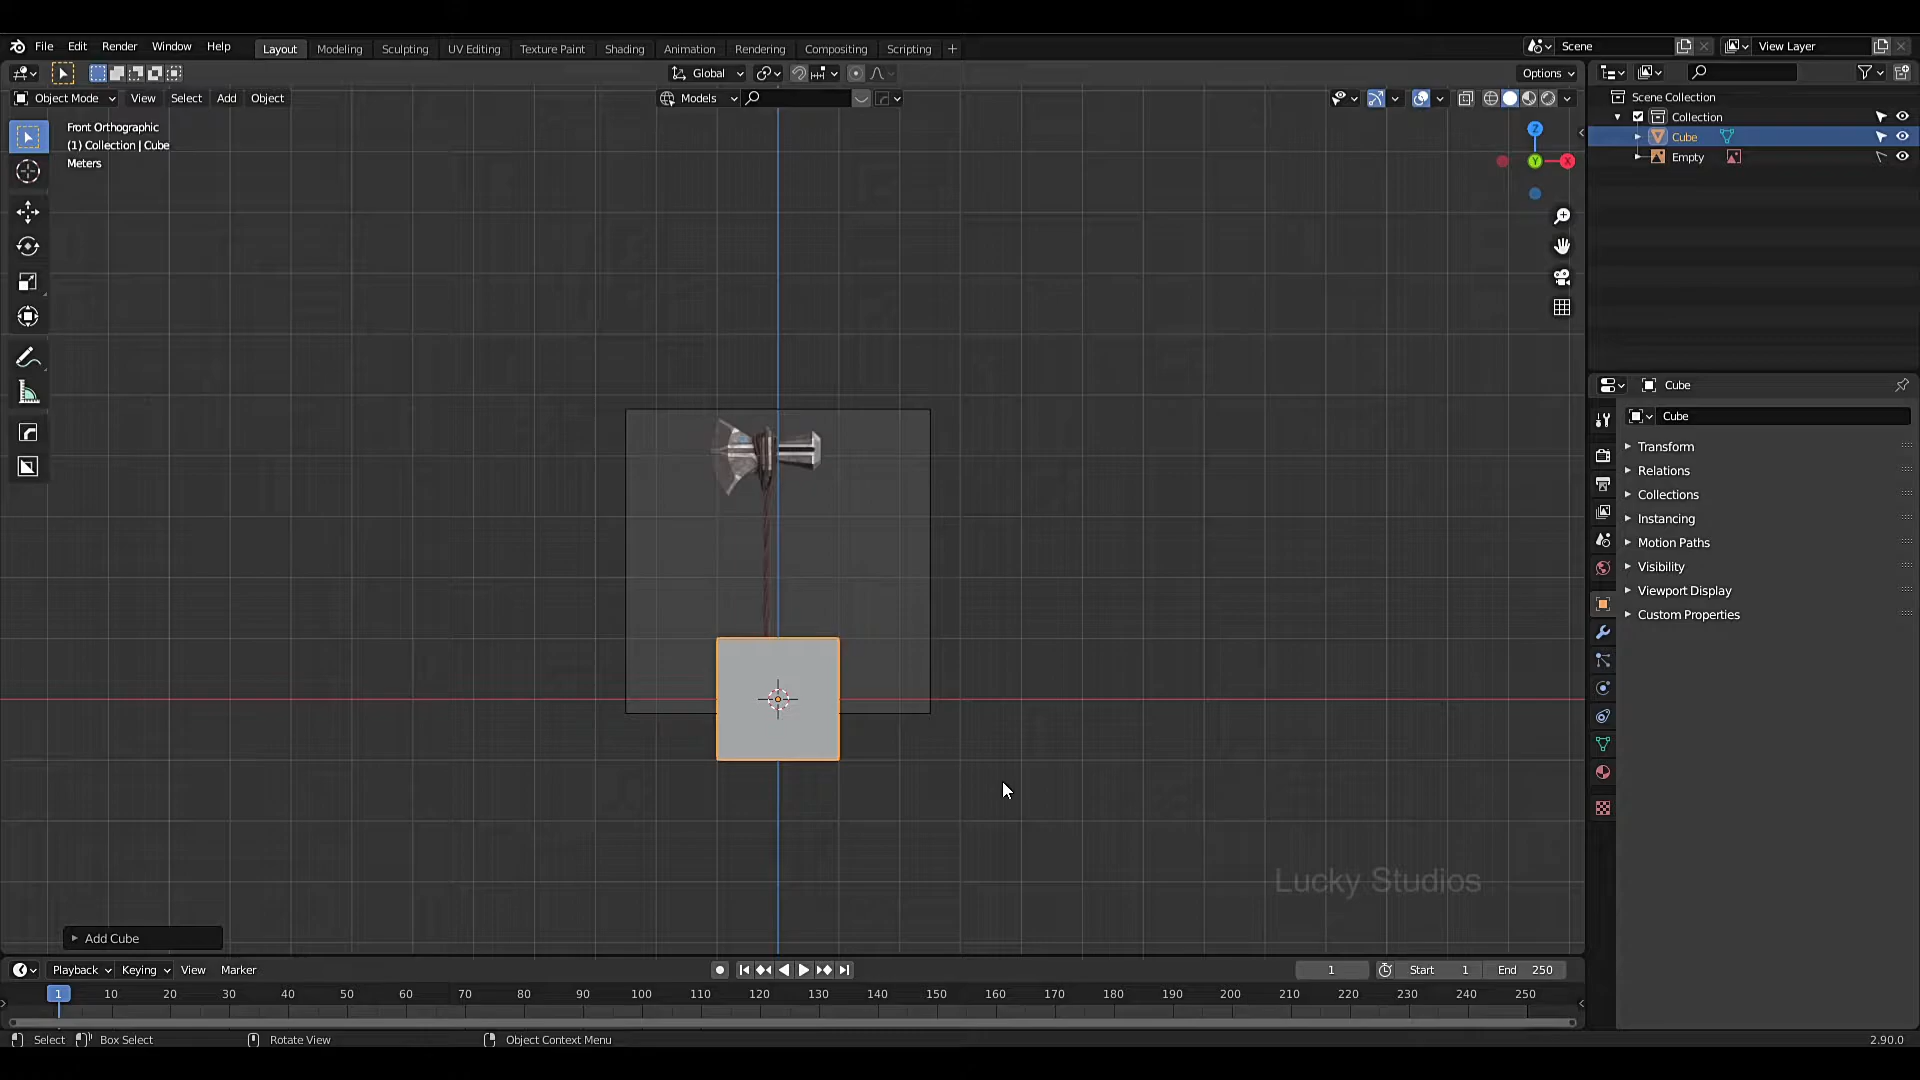 File Edit Render Window Help Layout Modeling Sculpting UV Editing Texture Paint Shading Animation Rendering Compositing Scripting + Scene View Layer
Global Options
Object Mode View Select Add Object Models
Front Orthographic
(1) Collection | Cube
Meters
Z
Y
X
Scene Collection
Collection
Cube
Empty
Cube
Cube
Transform
Relations
Collections
Instancing
Motion Paths
Visibility
Viewport Display
Custom Properties
Lucky Studios
Add Cube
Playback Keying View Marker 1 Start 1 End 250
1 10 20 30 40 50 60 70 80 90 100 110 120 130 140 150 160 170 180 190 200 210 220 230 240 250
Select Box Select Rotate View Object Context Menu 2.90.0